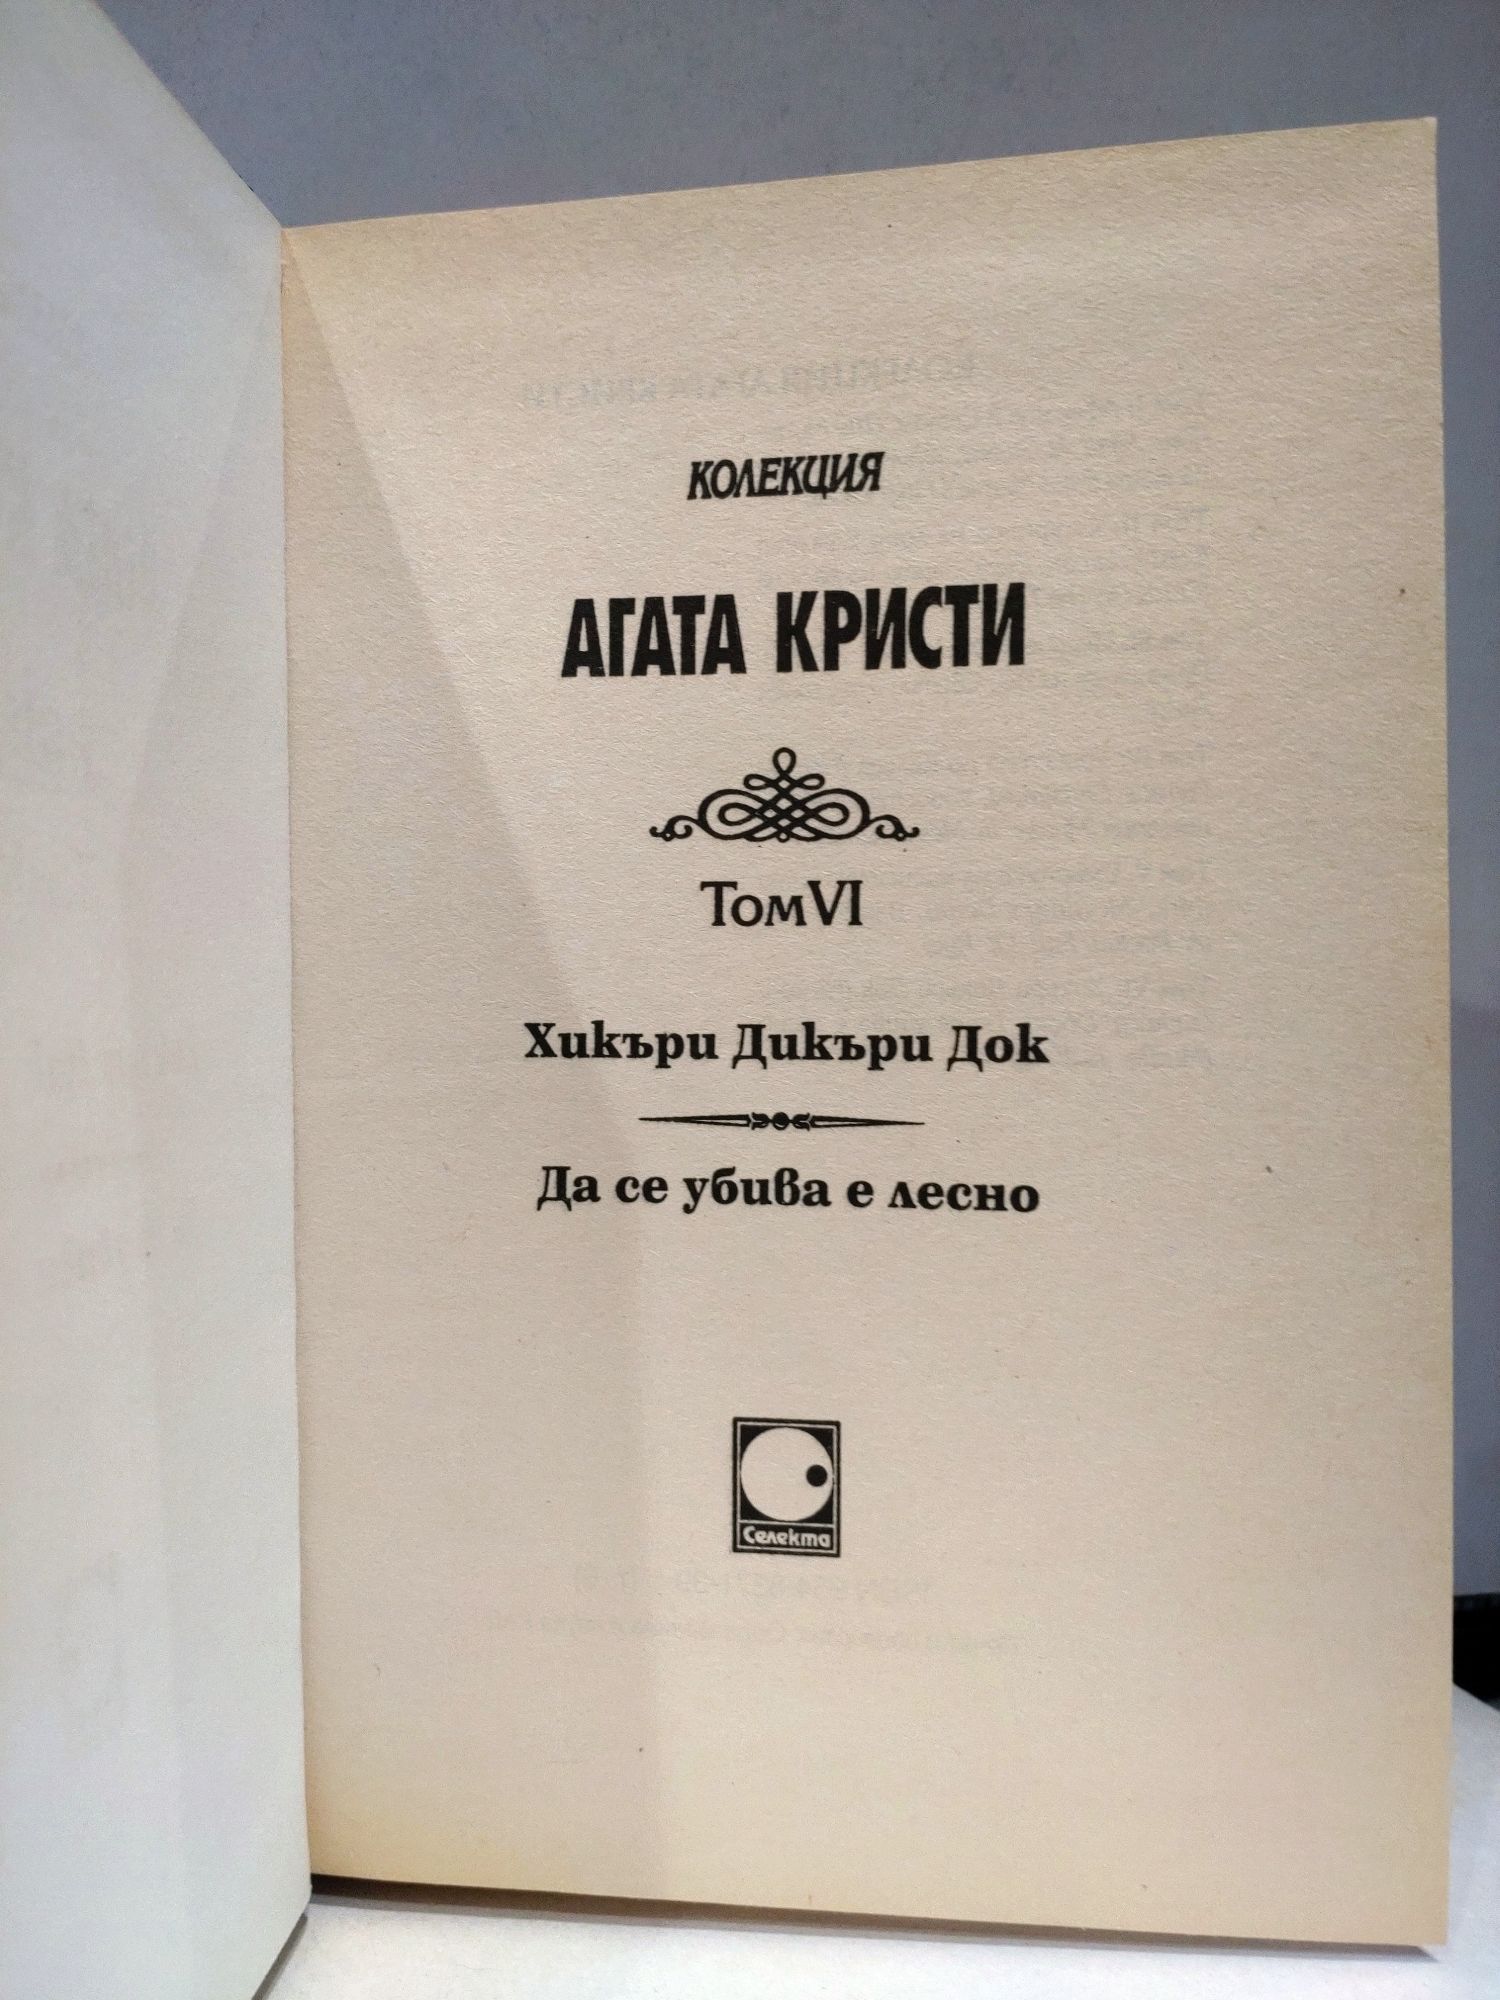 КОЛЕКЦИЯ
АГАТА КРИСТИ
Том VI
Хикъри Дикъри Док
Да се убива е лесно
Селекта